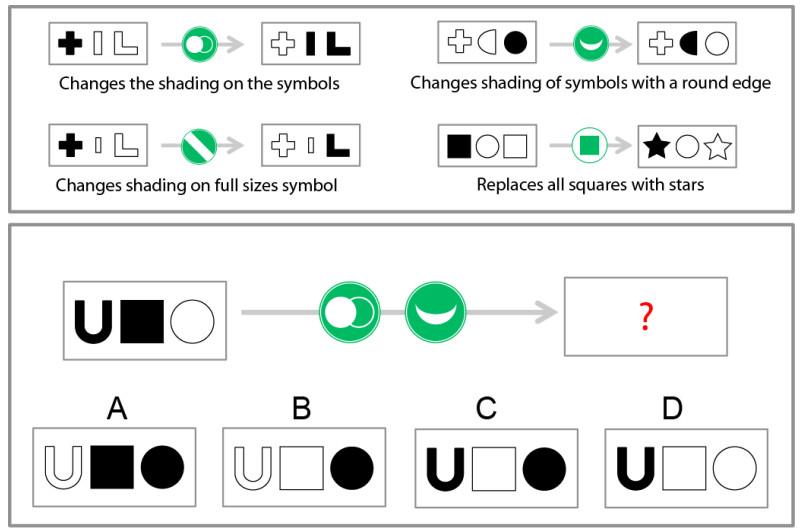 Changes the shading on the symbols
Changes shading of symbols with a round edge
Changes shading on full sizes symbol
Replaces all squares with stars
?
A
B
C
D